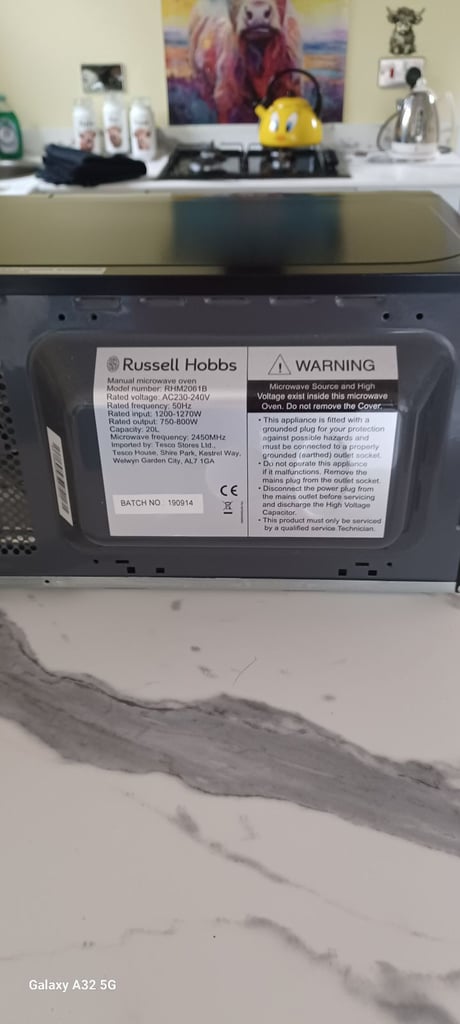 Russell Hobbs
Manual microwave oven
Model number: RHM2061B
Rated voltage: AC230-240V
Rated frequency: 50Hz
Rated input: 1200-1270W
Rated output: 750-800W
Capacity: 20L
Microwave frequency: 2450MHz
Imported by: Tesco Stores Ltd.,
Tesco House, Shire Park, Kestrel Way,
Welwyn Garden City, AL7 1GA
CE
BATCH NO.: 190914
WARNING
Microwave Source and High
Voltage exist inside this microwave
Oven. Do not remove the Cover.
• This appliance is fitted with a
grounded plug for your protection
against possible hazards and
must be connected to a properly
grounded (earthed) outlet socket.
• Do not operate this appliance
if it malfunctions. Remove the
mains plug from the outlet socket.
• Disconnect the power plug from
the mains outlet before servicing
and discharge the High Voltage
Capacitor.
• This product must only be serviced
by a qualified service Technician.
Galaxy A32 5G